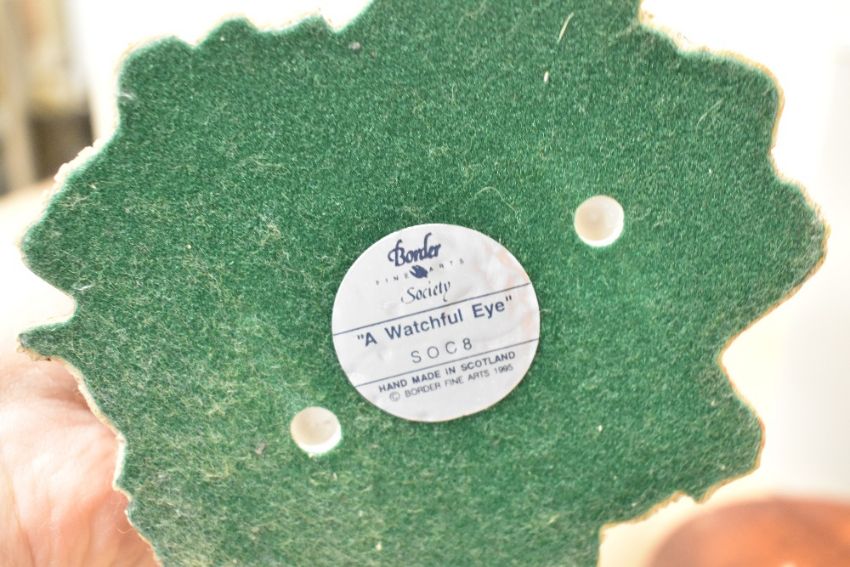 Border
FINE ARTS
Society
"A Watchful Eye"
SOC8
HAND MADE IN SCOTLAND
© BORDER FINE ARTS 1995